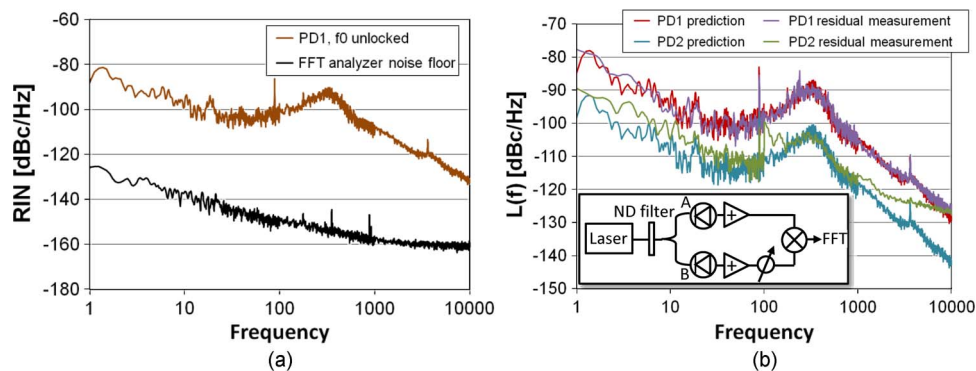 (a)
-60
-80
-100
-120
-140
-160
-180
RIN [dBc/Hz]
PD1, f0 unlocked
FFT analyzer noise floor
1
10
100
1000
10000
Frequency
(a)
(b)
-70
-80
-90
-100
-110
-120
-130
-140
-150
L(f) [dBc/Hz]
PD1 prediction
PD1 residual measurement
PD2 prediction
PD2 residual measurement
ND filter
Laser
A
+
B
+
FFT
1
10
100
1000
10000
Frequency
(b)